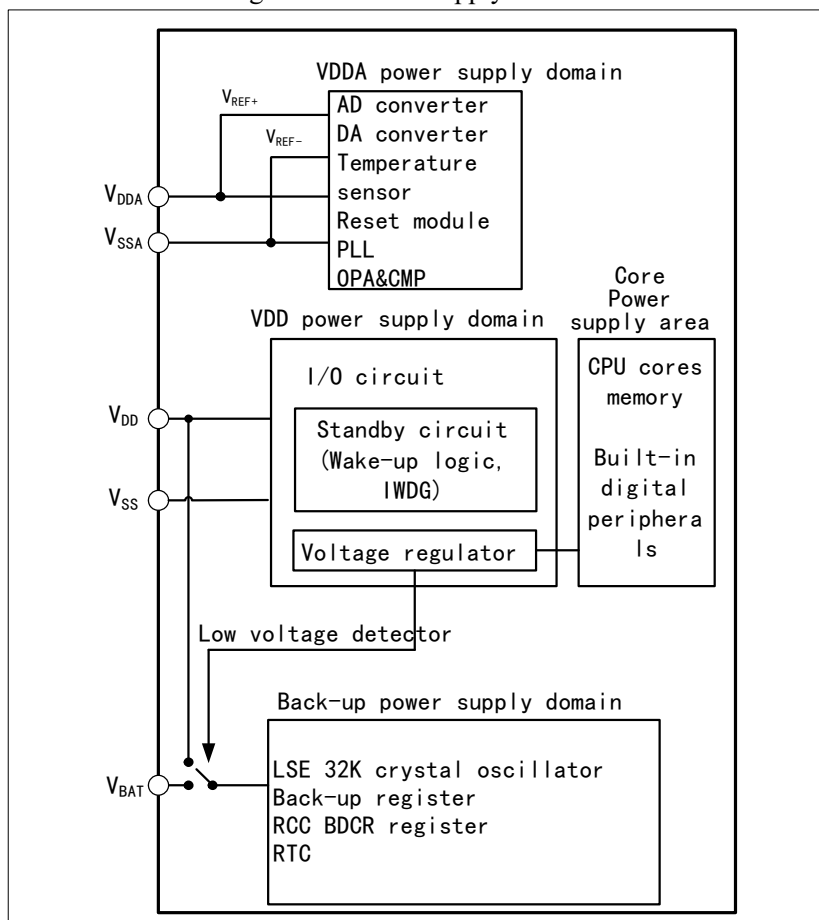 VDDA power supply domain
VREF+
AD converter
DA converter
VREF-
Temperature
sensor
Reset module
PLL
OPA&CMP
VDDA
VSSA
Core
Power
supply area
VDD power supply domain
I/O circuit
CPU cores
memory
Built-in
digital
periphera
ls
VDD
Standby circuit
(Wake-up logic,
IWDG)
VSS
Voltage regulator
Low voltage detector
Back-up power supply domain
VBAT
LSE 32K crystal oscillator
Back-up register
RCC BDCR register
RTC